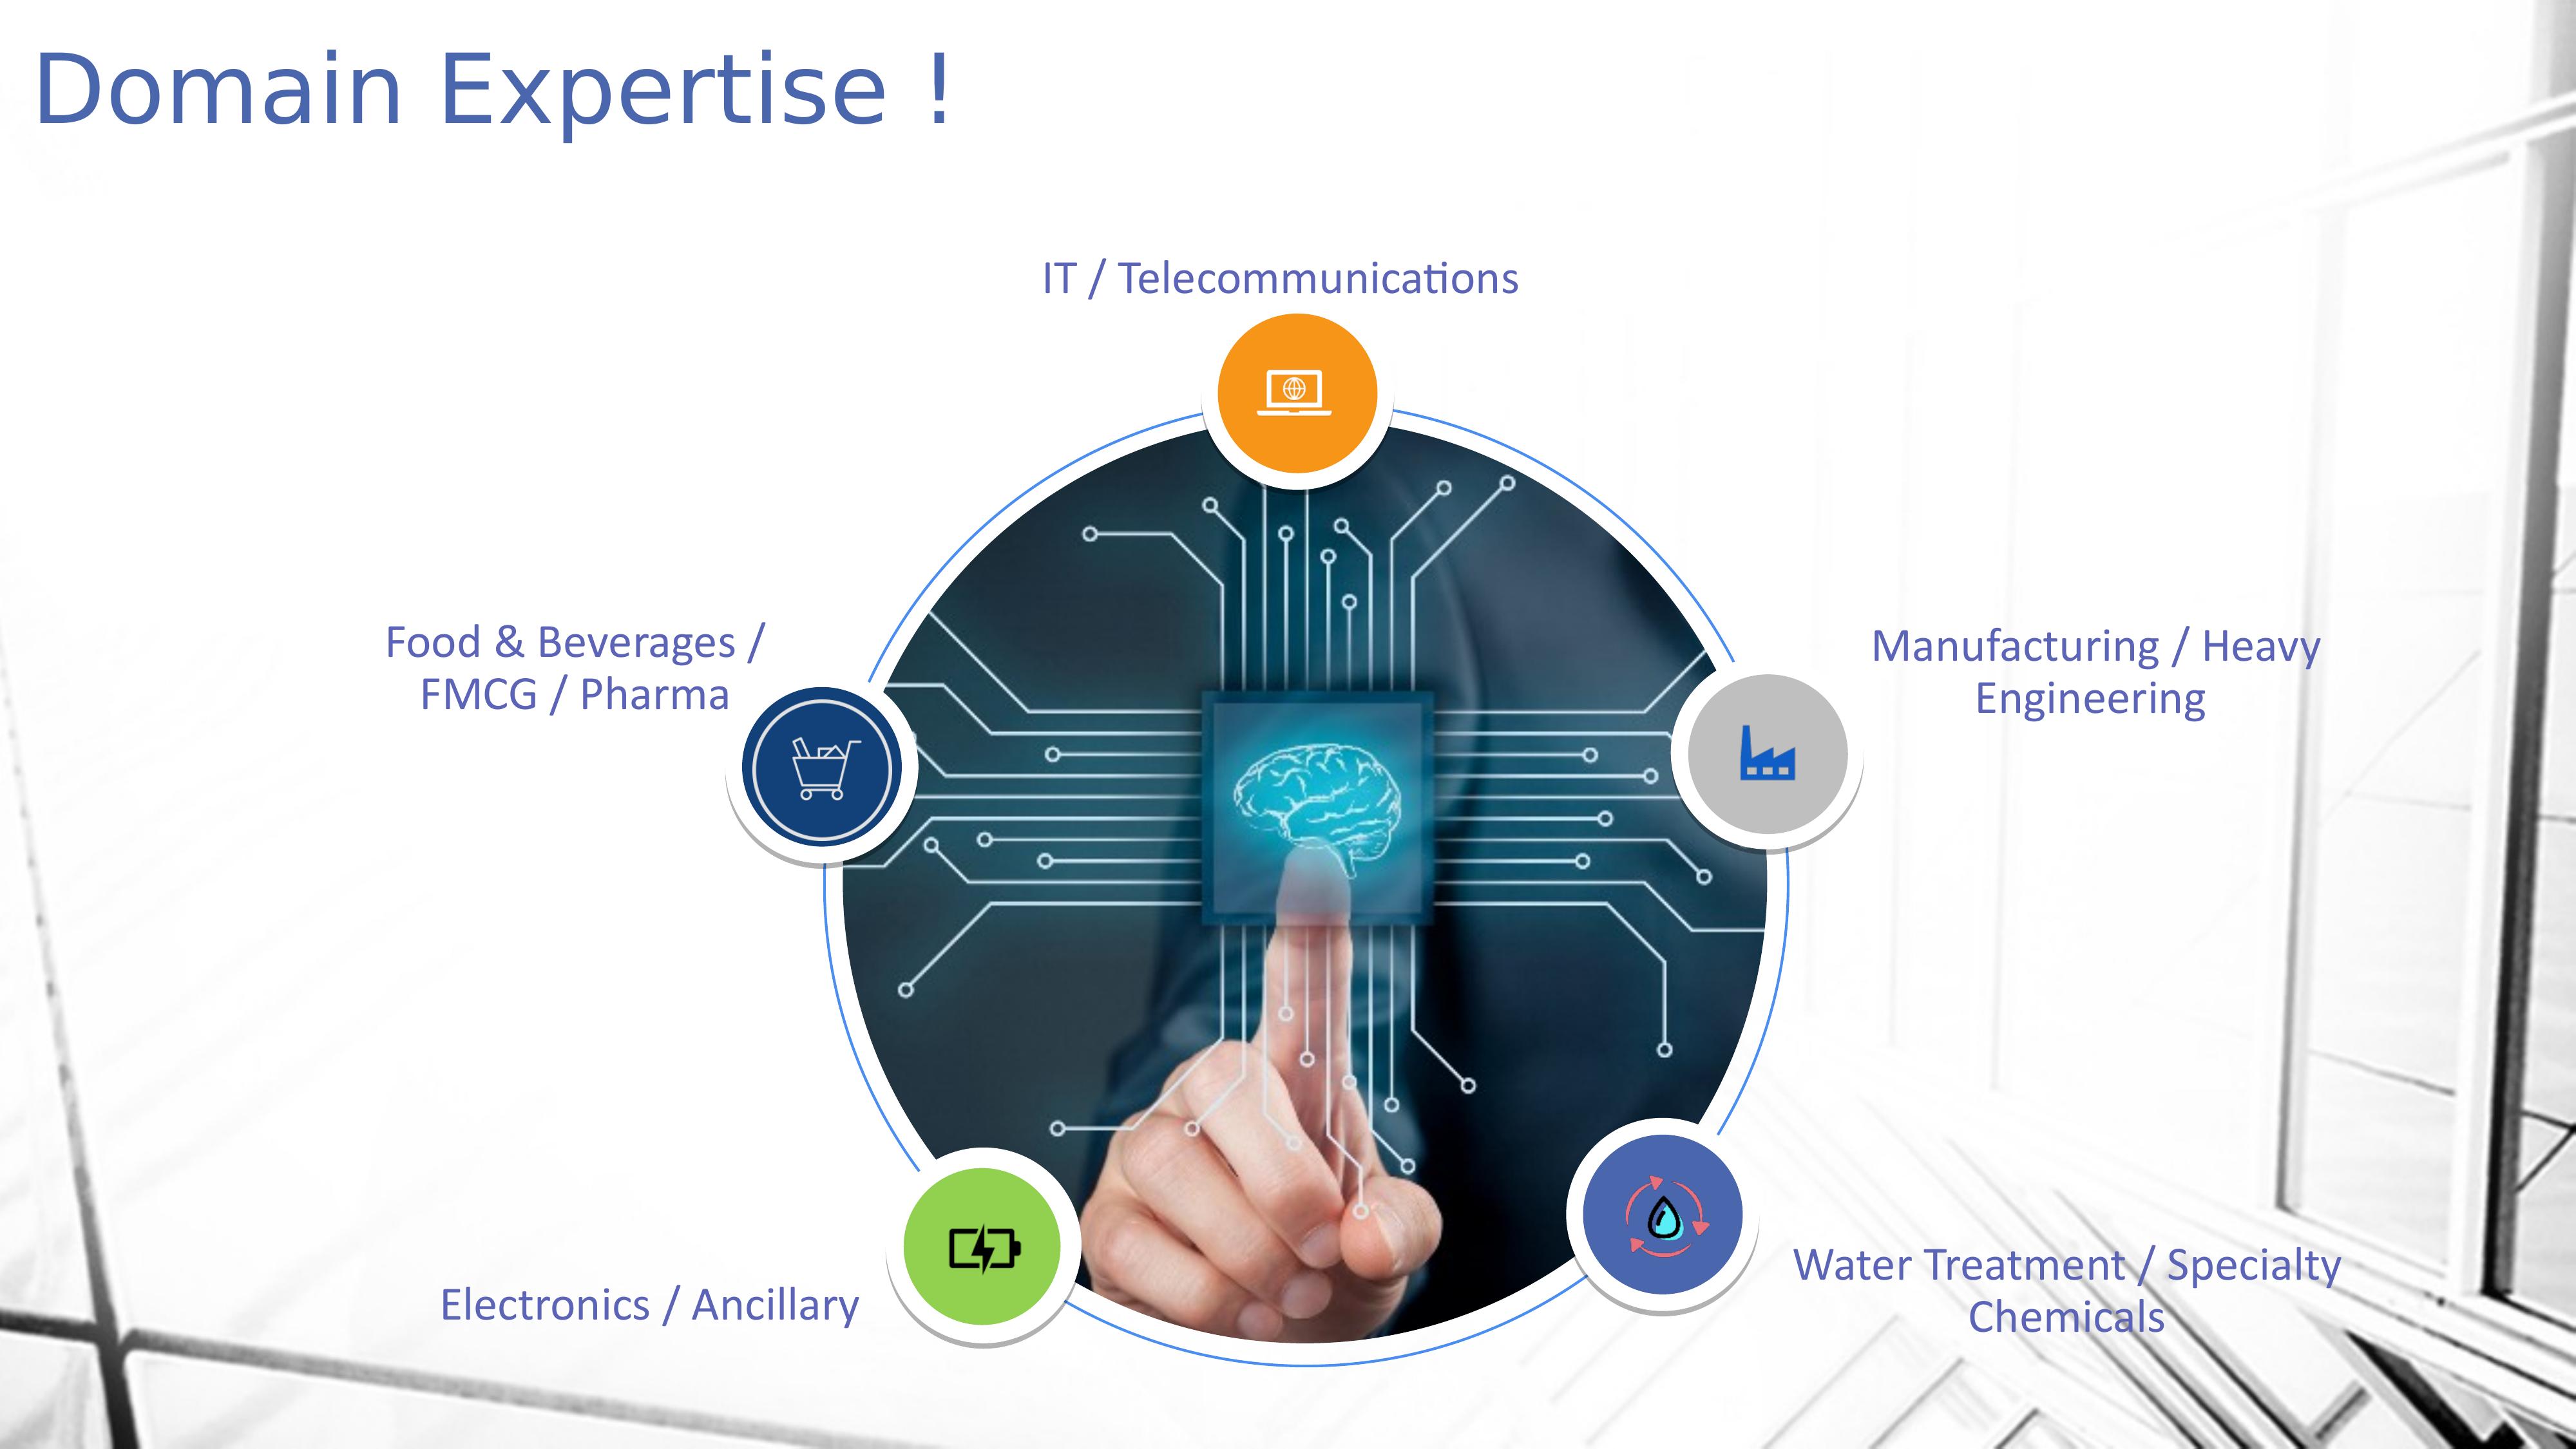 Domain Expertise !
IT / Telecommunications
Food & Beverages /
FMCG / Pharma
Manufacturing / Heavy
Engineering
Electronics / Ancillary
Water Treatment / Specialty
Chemicals